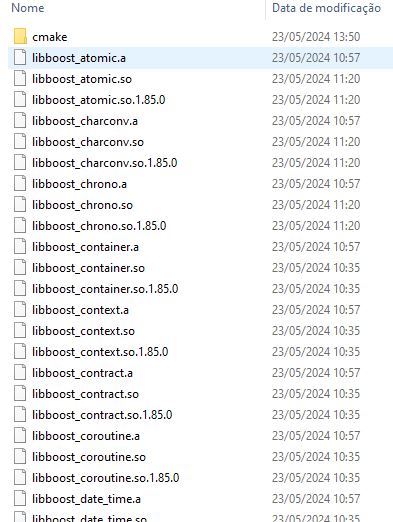 Nome Data de modificação
cmake 23/05/2024 13:50
libboost_atomic.a 23/05/2024 10:57
libboost_atomic.so 23/05/2024 11:20
libboost_atomic.so.1.85.0 23/05/2024 11:20
libboost_charconv.a 23/05/2024 10:57
libboost_charconv.so 23/05/2024 11:20
libboost_charconv.so.1.85.0 23/05/2024 11:20
libboost_chrono.a 23/05/2024 10:57
libboost_chrono.so 23/05/2024 11:20
libboost_chrono.so.1.85.0 23/05/2024 11:20
libboost_container.a 23/05/2024 10:57
libboost_container.so 23/05/2024 10:35
libboost_container.so.1.85.0 23/05/2024 10:35
libboost_context.a 23/05/2024 10:57
libboost_context.so 23/05/2024 10:35
libboost_context.so.1.85.0 23/05/2024 10:35
libboost_contract.a 23/05/2024 10:57
libboost_contract.so 23/05/2024 10:35
libboost_contract.so.1.85.0 23/05/2024 10:35
libboost_coroutine.a 23/05/2024 10:57
libboost_coroutine.so 23/05/2024 10:35
libboost_coroutine.so.1.85.0 23/05/2024 10:35
libboost_date_time.a 23/05/2024 10:57
libboost_date_time.so 23/05/2024 10:35